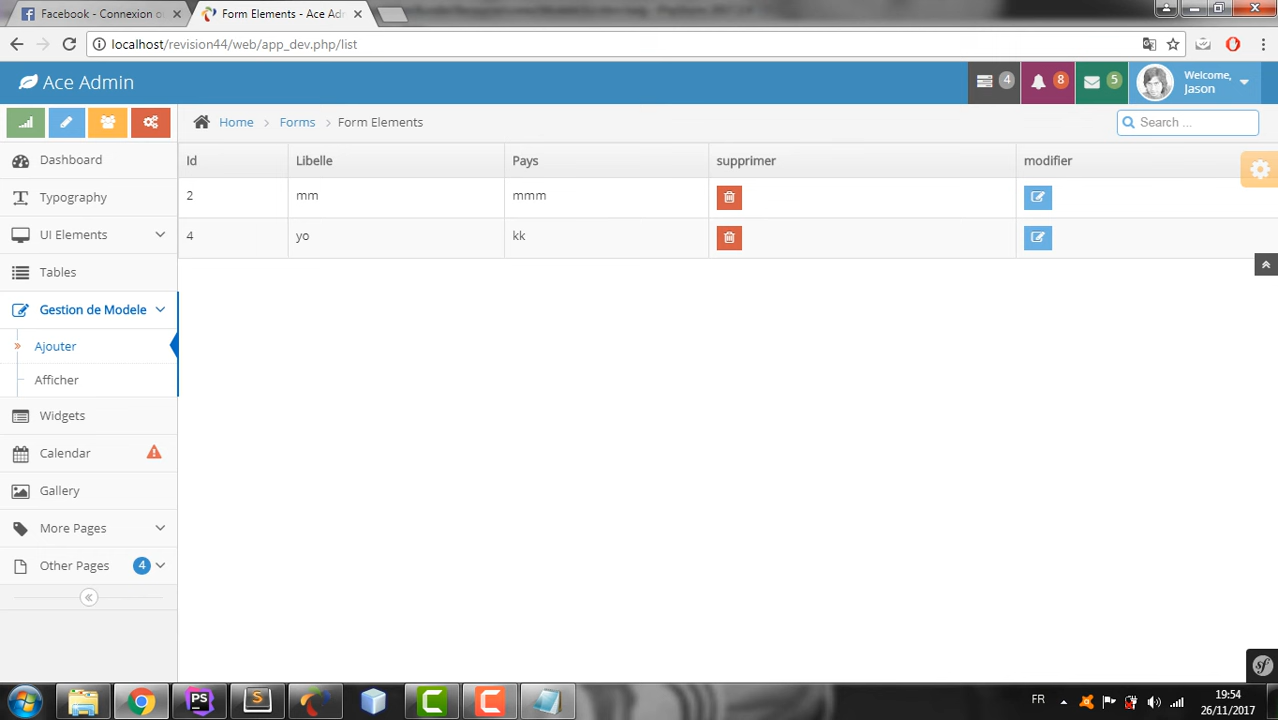 Facebook - Connexion o
Form Elements - Ace Adm
localhost/revision44/web/app_dev.php/list
Ace Admin
4
8
5
Welcome,
Jason
Home
Forms
Form Elements
Search ...
Dashboard
Typography
UI Elements
Tables
Gestion de Modele
Ajouter
Afficher
Widgets
Calendar
Gallery
More Pages
Other Pages
4
Id Libelle Pays supprimer modifier
2 mm mmm
4 yo kk
sf
PS
S
C
C
FR
19:54
26/11/2017